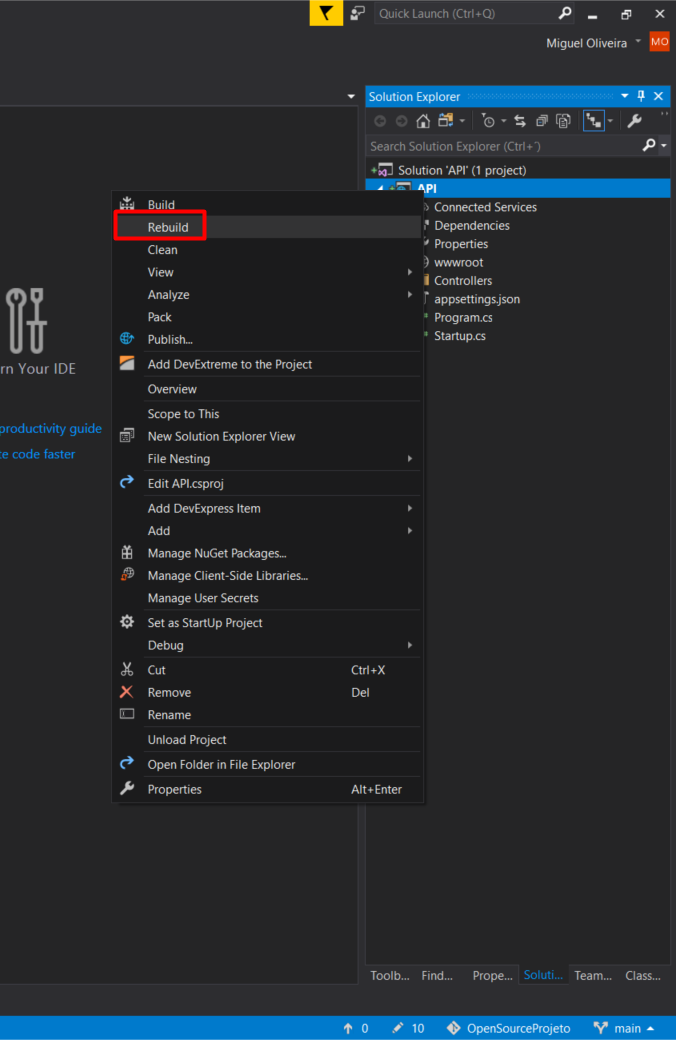 Quick Launch (Ctrl+Q)
Miguel Oliveira
MO
Solution Explorer
Search Solution Explorer (Ctrl+´)
Solution 'API' (1 project)
API
Connected Services
Dependencies
Properties
wwwroot
Controllers
appsettings.json
Program.cs
Startup.cs
rn Your IDE
productivity guide
te code faster
Build
Rebuild
Clean
View
Analyze
Pack
Publish...
Add DevExtreme to the Project
Overview
Scope to This
New Solution Explorer View
File Nesting
Edit API.csproj
Add DevExpress Item
Add
Manage NuGet Packages...
Manage Client-Side Libraries...
Manage User Secrets
Set as StartUp Project
Debug
Cut Ctrl+X
Remove Del
Rename
Unload Project
Open Folder in File Explorer
Properties Alt+Enter
Toolb... Find... Prope... Soluti... Team... Class...
0 10 OpenSourceProjeto main